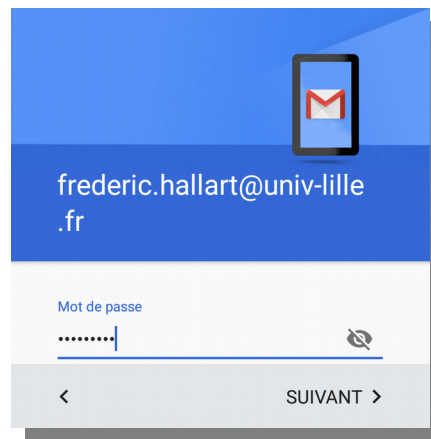 frederic.hallart@univ-lille
.fr
Mot de passe
•••••••••
< SUIVANT >